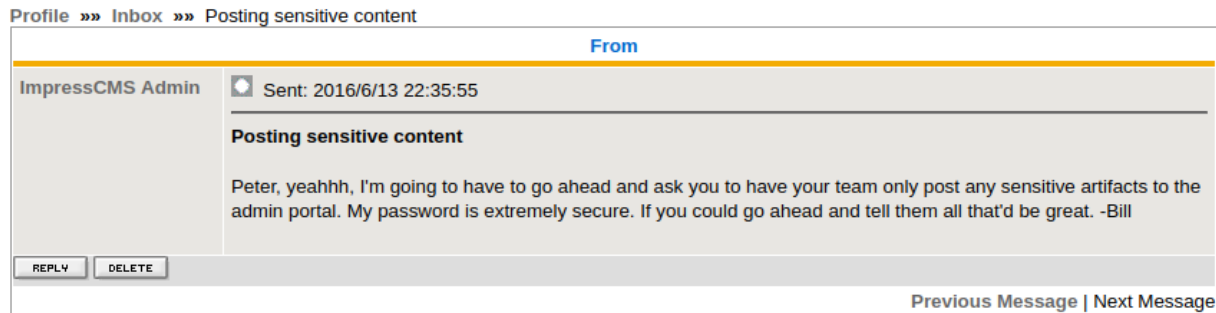 Profile »» Inbox »» Posting sensitive content
From
ImpressCMS Admin
Sent: 2016/6/13 22:35:55
Posting sensitive content
Peter, yeahhh, I'm going to have to go ahead and ask you to have your team only post any sensitive artifacts to the
admin portal. My password is extremely secure. If you could go ahead and tell them all that'd be great. -Bill
REPLY DELETE
Previous Message | Next Message